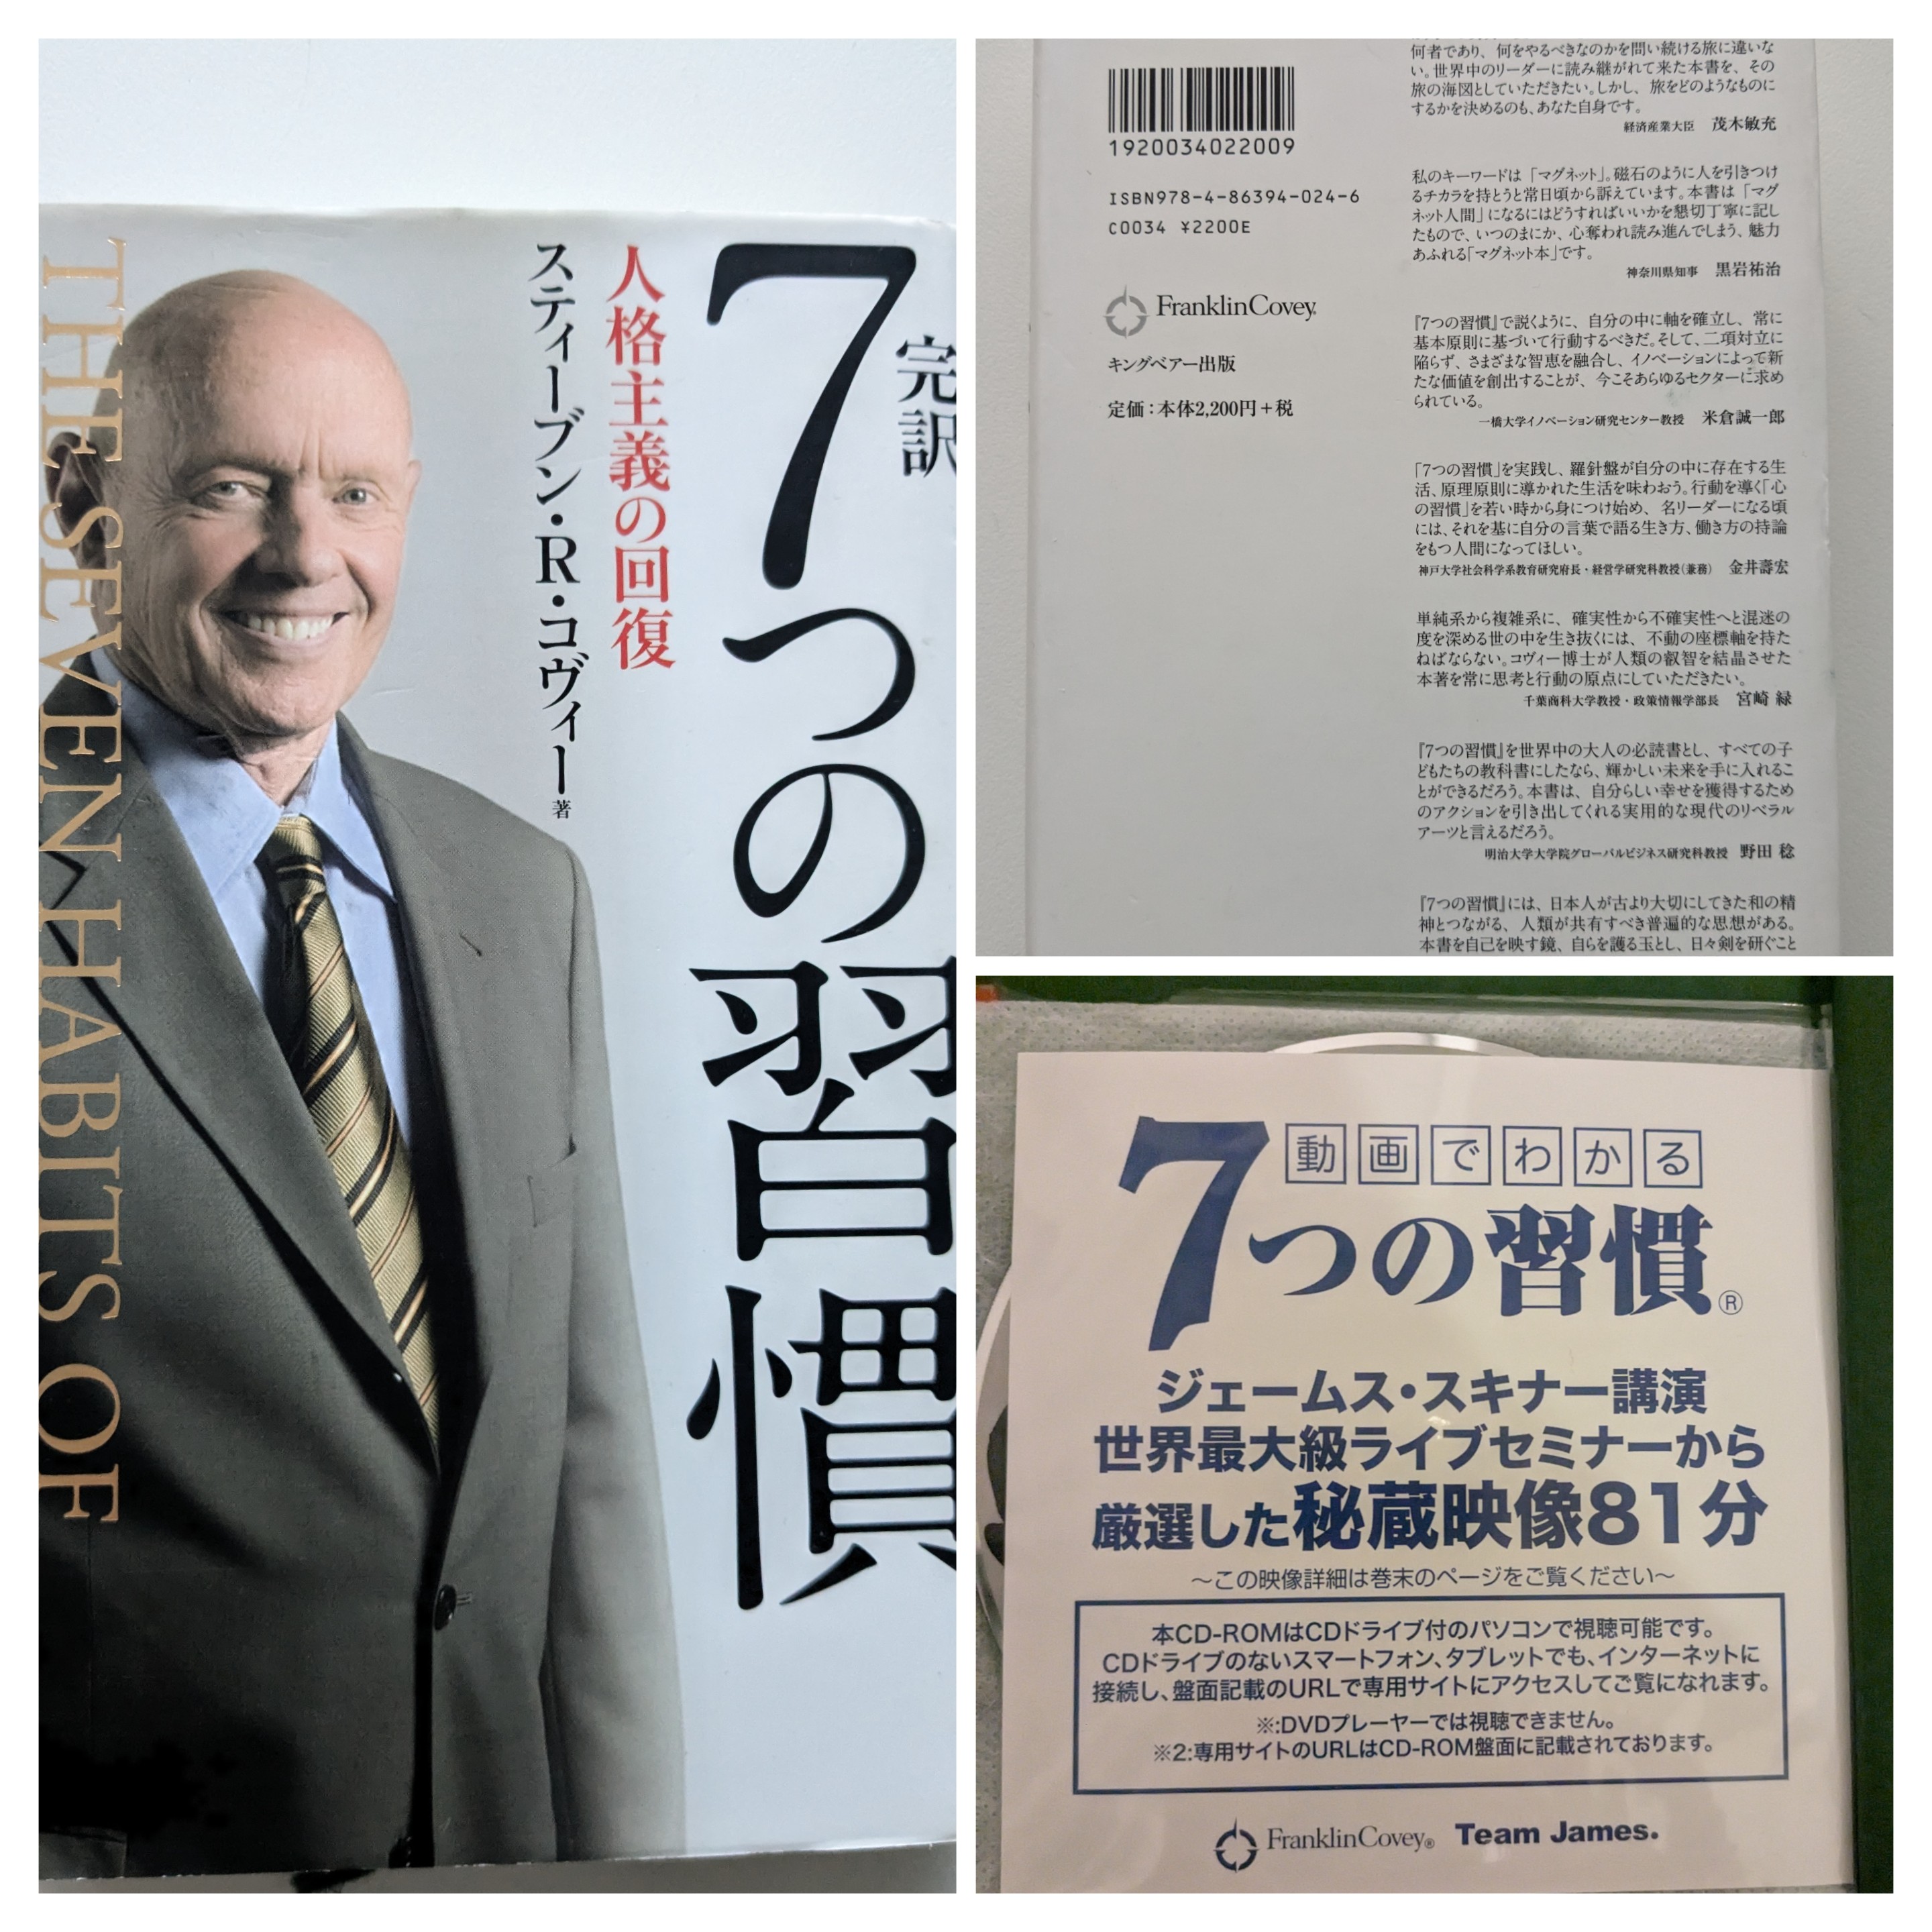 完訳
7つの習慣
人格主義の回復
スティーブン・R・コヴィー 著
THE SEVEN HABITS OF
1920034022009
ISBN978-4-86394-024-6
C0034 ¥2200E
FranklinCovey
キングベアー出版
定価：本体2,200円＋税
何者であり、何をやるべきなのかを問い続ける旅に違いな
い。世界中のリーダーに読み継がれて来た本書を、その
旅の海図としていただきたい。しかし、旅をどのようなものに
するかを決めるのも、あなた自身です。
経済産業大臣 茂木敏充
私のキーワードは「マグネット」。磁石のように人を引きつけ
るチカラを持とうと常日頃から訴えています。本書は「マグ
ネット人間」になるにはどうすればいいかを懇切丁寧に記し
たもので、いつのまにか、心奪われ読み進んでしまう、魅力
あふれる「マグネット本」です。
神奈川県知事 黒岩祐治
『7つの習慣』で説くように、自分の中に軸を確立し、常に
基本原則に基づいて行動するべきだ。そして、二項対立に
陥らず、さまざまな智恵を融合し、イノベーションによって新
たな価値を創出することが、今こそあらゆるセクターに求め
られている。
一橋大学イノベーション研究センター教授 米倉誠一郎
「7つの習慣」を実践し、羅針盤が自分の中に存在する生
活、原理原則に導かれた生活を味わおう。行動を導く「心
の習慣」を若い時から身につけ始め、名リーダーになる頃
には、それを基に自分の言葉で語る生き方、働き方の持論
をもつ人間になってほしい。
神戸大学社会科学系教育研究府長・経営学研究科教授(兼務) 金井壽宏
単純系から複雑系に、確実性から不確実性へと混迷の
度を深める世の中を生き抜くには、不動の座標軸を持た
ねばならない。コヴィー博士が人類の叡智を結晶させた
本著を常に思考と行動の原点にしていただきたい。
千葉商科大学教授・政策情報学部長 宮崎 緑
『7つの習慣』を世界中の大人の必読書とし、すべての子
どもたちの教科書にしたなら、輝かしい未来を手に入れるこ
とができるだろう。本書は、自分らしい幸せを獲得するため
のアクションを引き出してくれる実用的な現代のリベラル
アーツと言えるだろう。
明治大学大学院グローバルビジネス研究科教授 野田 稔
『7つの習慣』には、日本人が古より大切にしてきた和の精
神とつながる、人類が共有すべき普遍的な思想がある。
本書を自己を映す鏡、自らを護る玉とし、日々剣を研ぐこと
動画でわかる
7つの習慣®
ジェームス・スキナー講演
世界最大級ライブセミナーから
厳選した秘蔵映像81分
～この映像詳細は巻末のページをご覧ください～
本CD-ROMはCDドライブ付のパソコンで視聴可能です。
CDドライブのないスマートフォン、タブレットでも、インターネットに
接続し、盤面記載のURLで専用サイトにアクセスしてご覧になれます。
※:DVDプレーヤーでは視聴できません。
※2:専用サイトのURLはCD-ROM盤面に記載されております。
FranklinCovey® Team James.